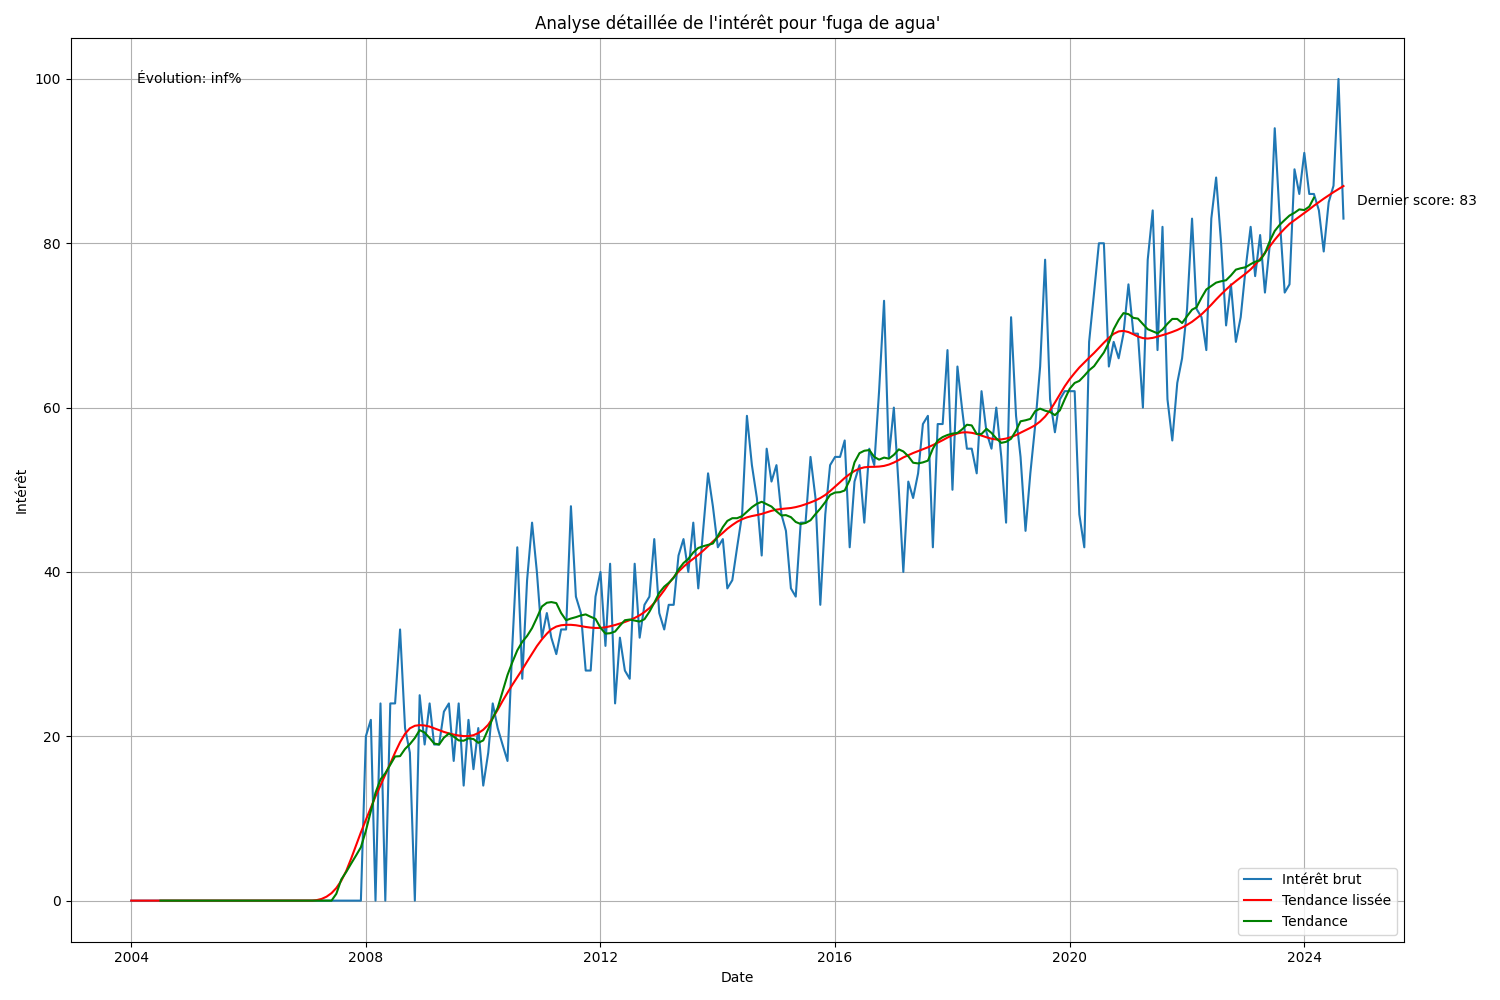 Analyse détaillée de l'intérêt pour 'fuga de agua'
Évolution: inf%
100
80
60
40
20
0
Intérêt
Dernier score: 83
Intérêt brut
Tendance lissée
Tendance
2004
2008
2012
2016
2020
2024
Date